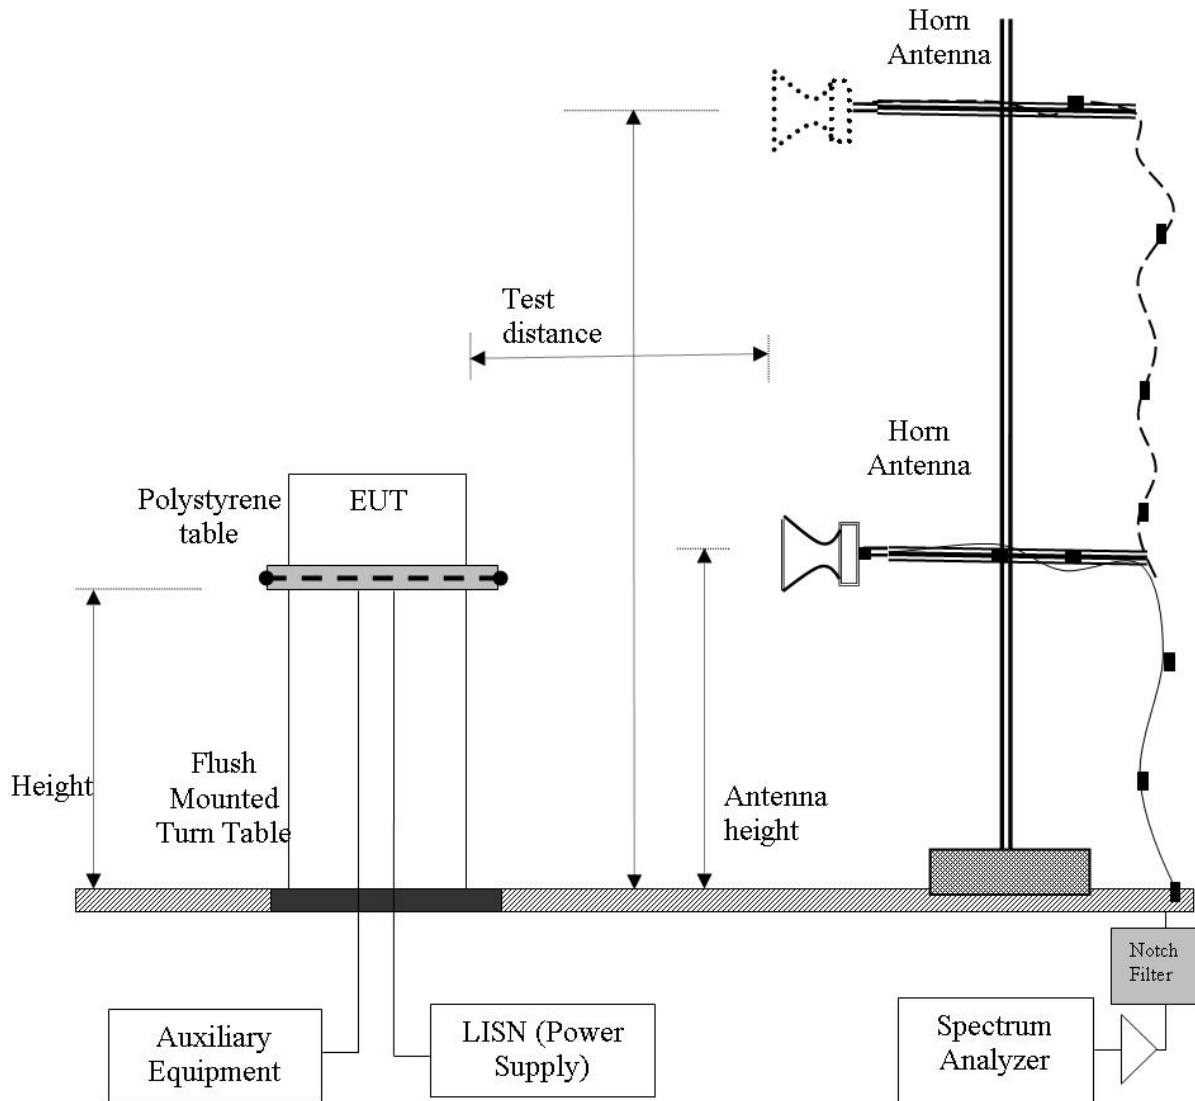 Horn
Antenna
Test
distance
Horn
Antenna
Polystyrene
table
EUT
Height
Flush
Mounted
Turn Table
Antenna
height
Notch
Filter
Auxiliary
Equipment
LISN (Power
Supply)
Spectrum
Analyzer